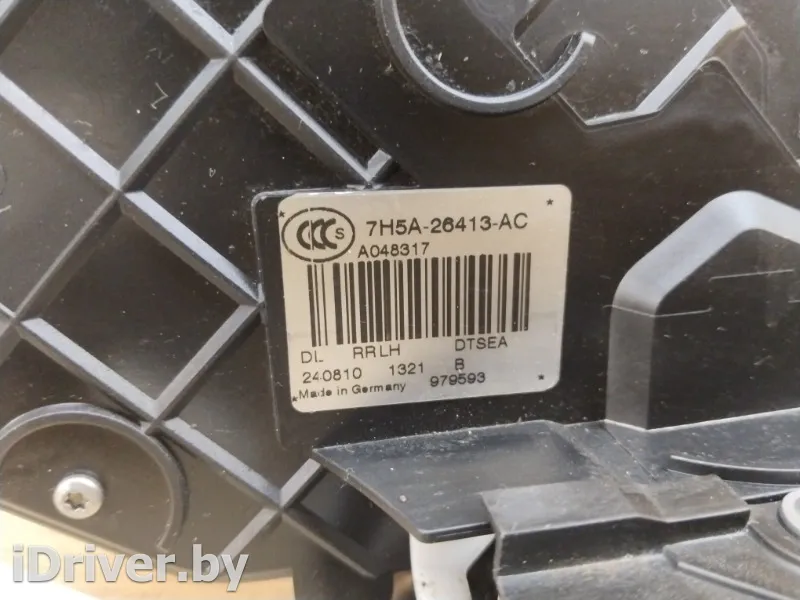 CCC S 7H5A-26413-AC
A048317
DL RRLH DTSEA
240810 1321 B
Made in Germany 979593
iDriver.by